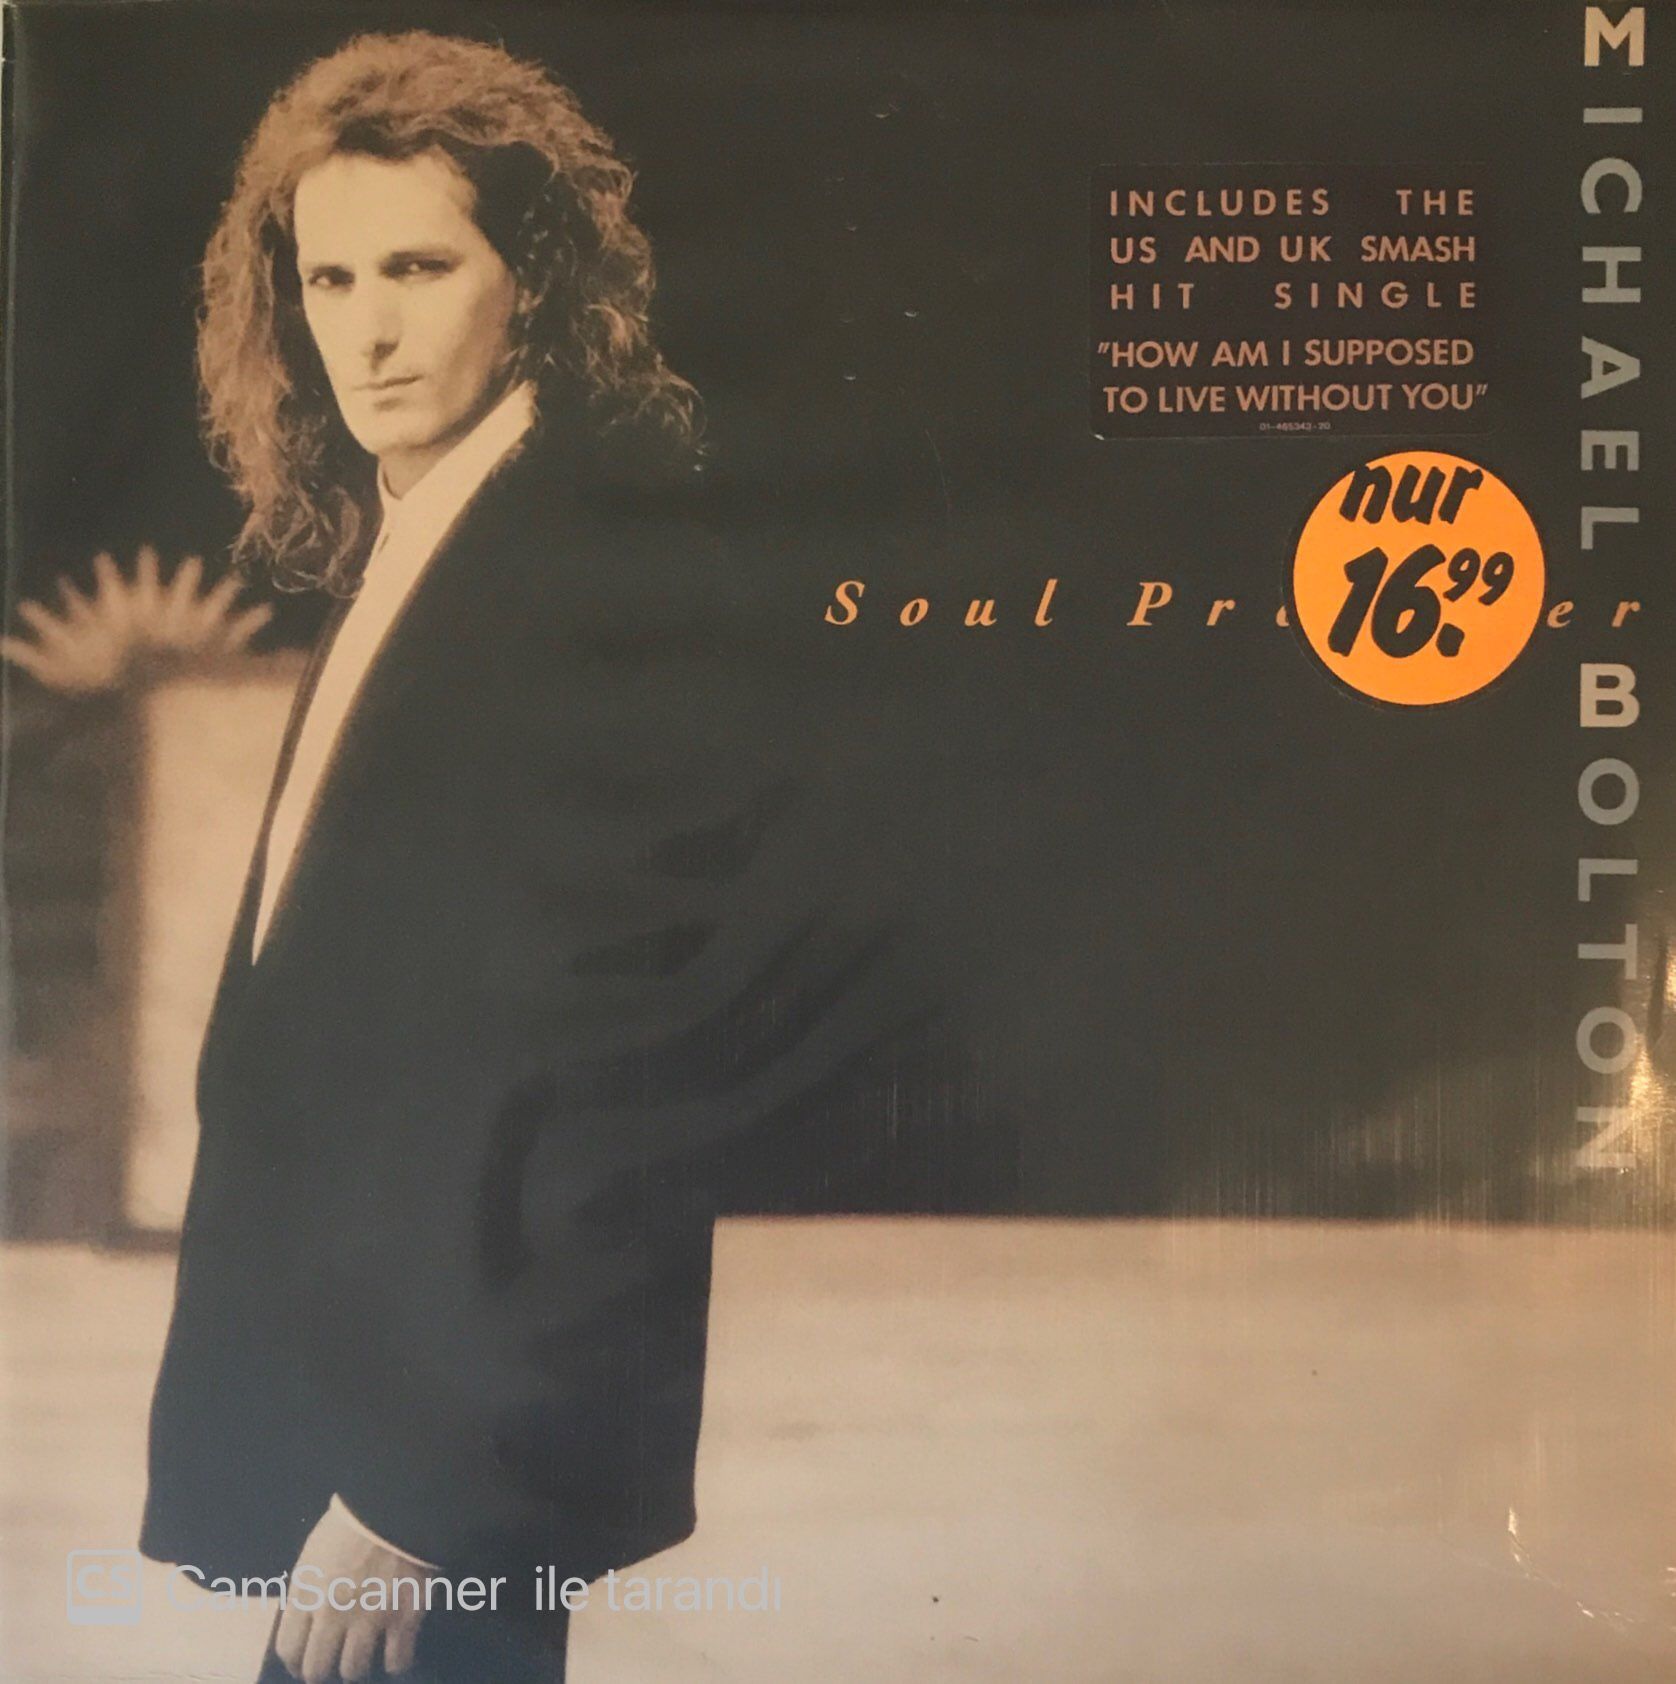 MICHAEL BOLTON
INCLUDES THE
US AND UK SMASH
HIT SINGLE
"HOW AM I SUPPOSED
TO LIVE WITHOUT YOU"
01-465343-20
nur
16.99
Soul Pr er
CS CamScanner ile tarandı